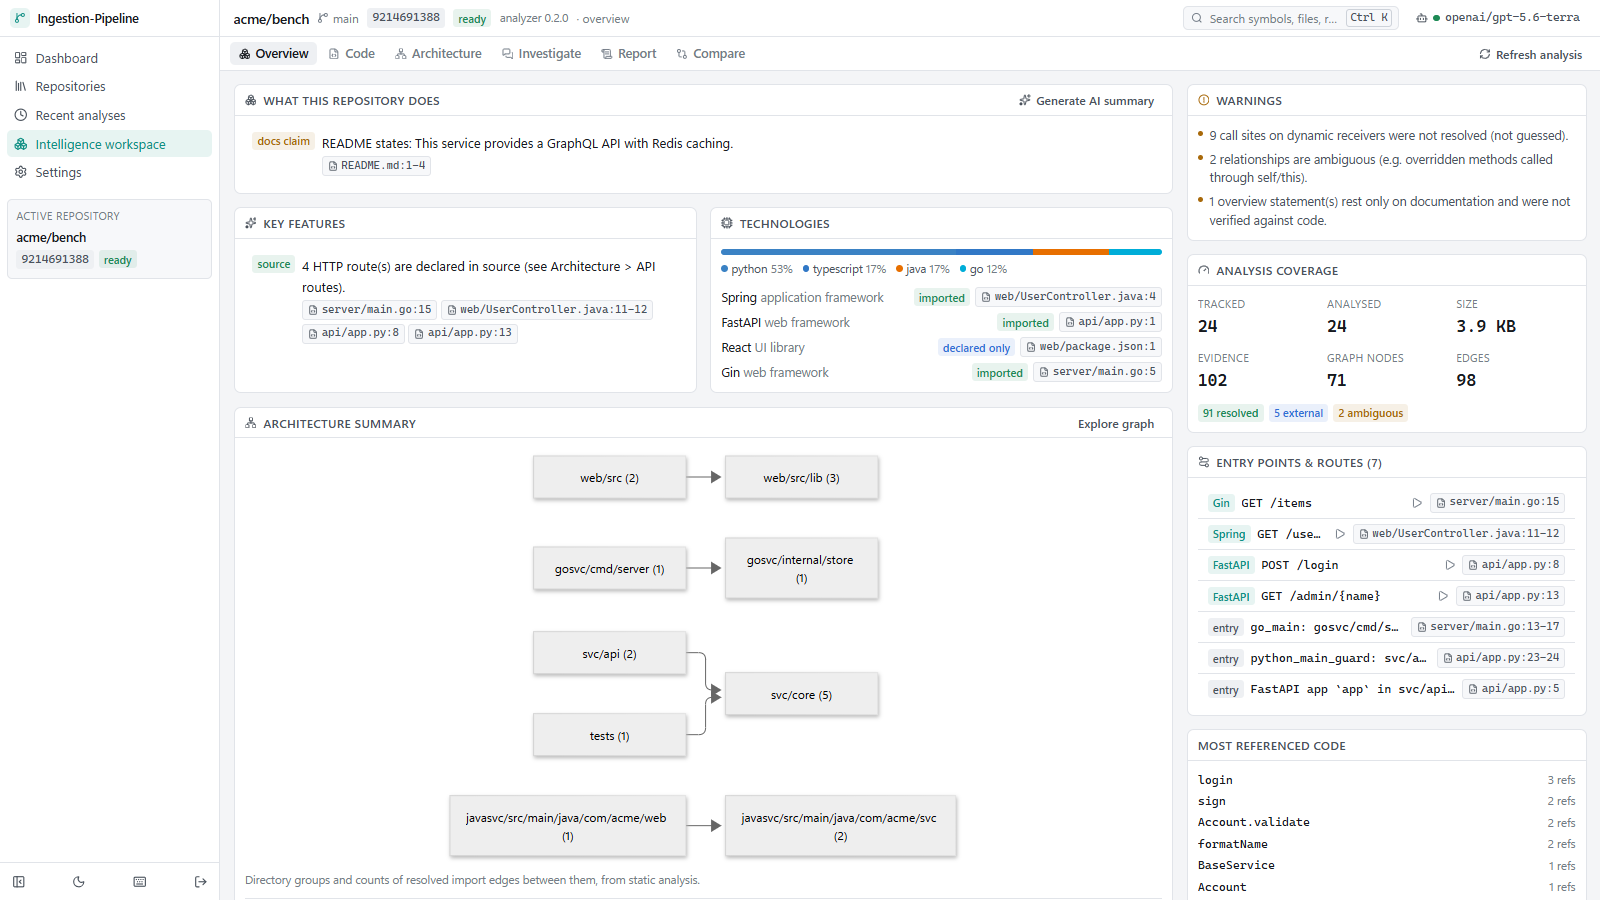 Ingestion-Pipeline
acme/bench main 9214691388 ready analyzer 0.2.0 · overview
Search symbols, files, r... Ctrl K
openai/gpt-5.6-terra
Dashboard
Repositories
Recent analyses
Intelligence workspace
Settings
ACTIVE REPOSITORY
acme/bench
9214691388 ready
Overview Code Architecture Investigate Report Compare
Refresh analysis
WHAT THIS REPOSITORY DOES
Generate AI summary
docs claim README states: This service provides a GraphQL API with Redis caching.
README.md:1-4
KEY FEATURES
source 4 HTTP route(s) are declared in source (see Architecture > API
routes).
server/main.go:15 web/UserController.java:11-12
api/app.py:8 api/app.py:13
TECHNOLOGIES
python 53% typescript 17% java 17% go 12%
Spring application framework imported web/UserController.java:4
FastAPI web framework imported api/app.py:1
React UI library declared only web/package.json:1
Gin web framework imported server/main.go:5
ARCHITECTURE SUMMARY
Explore graph
web/src (2) web/src/lib (3)
gosvc/cmd/server (1) gosvc/internal/store
(1)
svc/api (2)
svc/core (5)
tests (1)
javasvc/src/main/java/com/acme/web
(1)
javasvc/src/main/java/com/acme/svc
(2)
Directory groups and counts of resolved import edges between them, from static analysis.
WARNINGS
9 call sites on dynamic receivers were not resolved (not guessed).
2 relationships are ambiguous (e.g. overridden methods called
through self/this).
1 overview statement(s) rest only on documentation and were not
verified against code.
ANALYSIS COVERAGE
TRACKED ANALYSED SIZE
24 24 3.9 KB
EVIDENCE GRAPH NODES EDGES
102 71 98
91 resolved 5 external 2 ambiguous
ENTRY POINTS & ROUTES (7)
Gin GET /items server/main.go:15
Spring GET /use… web/UserController.java:11-12
FastAPI POST /login api/app.py:8
FastAPI GET /admin/{name} api/app.py:13
entry go_main: gosvc/cmd/s… server/main.go:13-17
entry python_main_guard: svc/a… api/app.py:23-24
entry FastAPI app `app` in svc/api… api/app.py:5
MOST REFERENCED CODE
login 3 refs
sign 2 refs
Account.validate 2 refs
formatName 2 refs
BaseService 1 refs
Account 1 refs